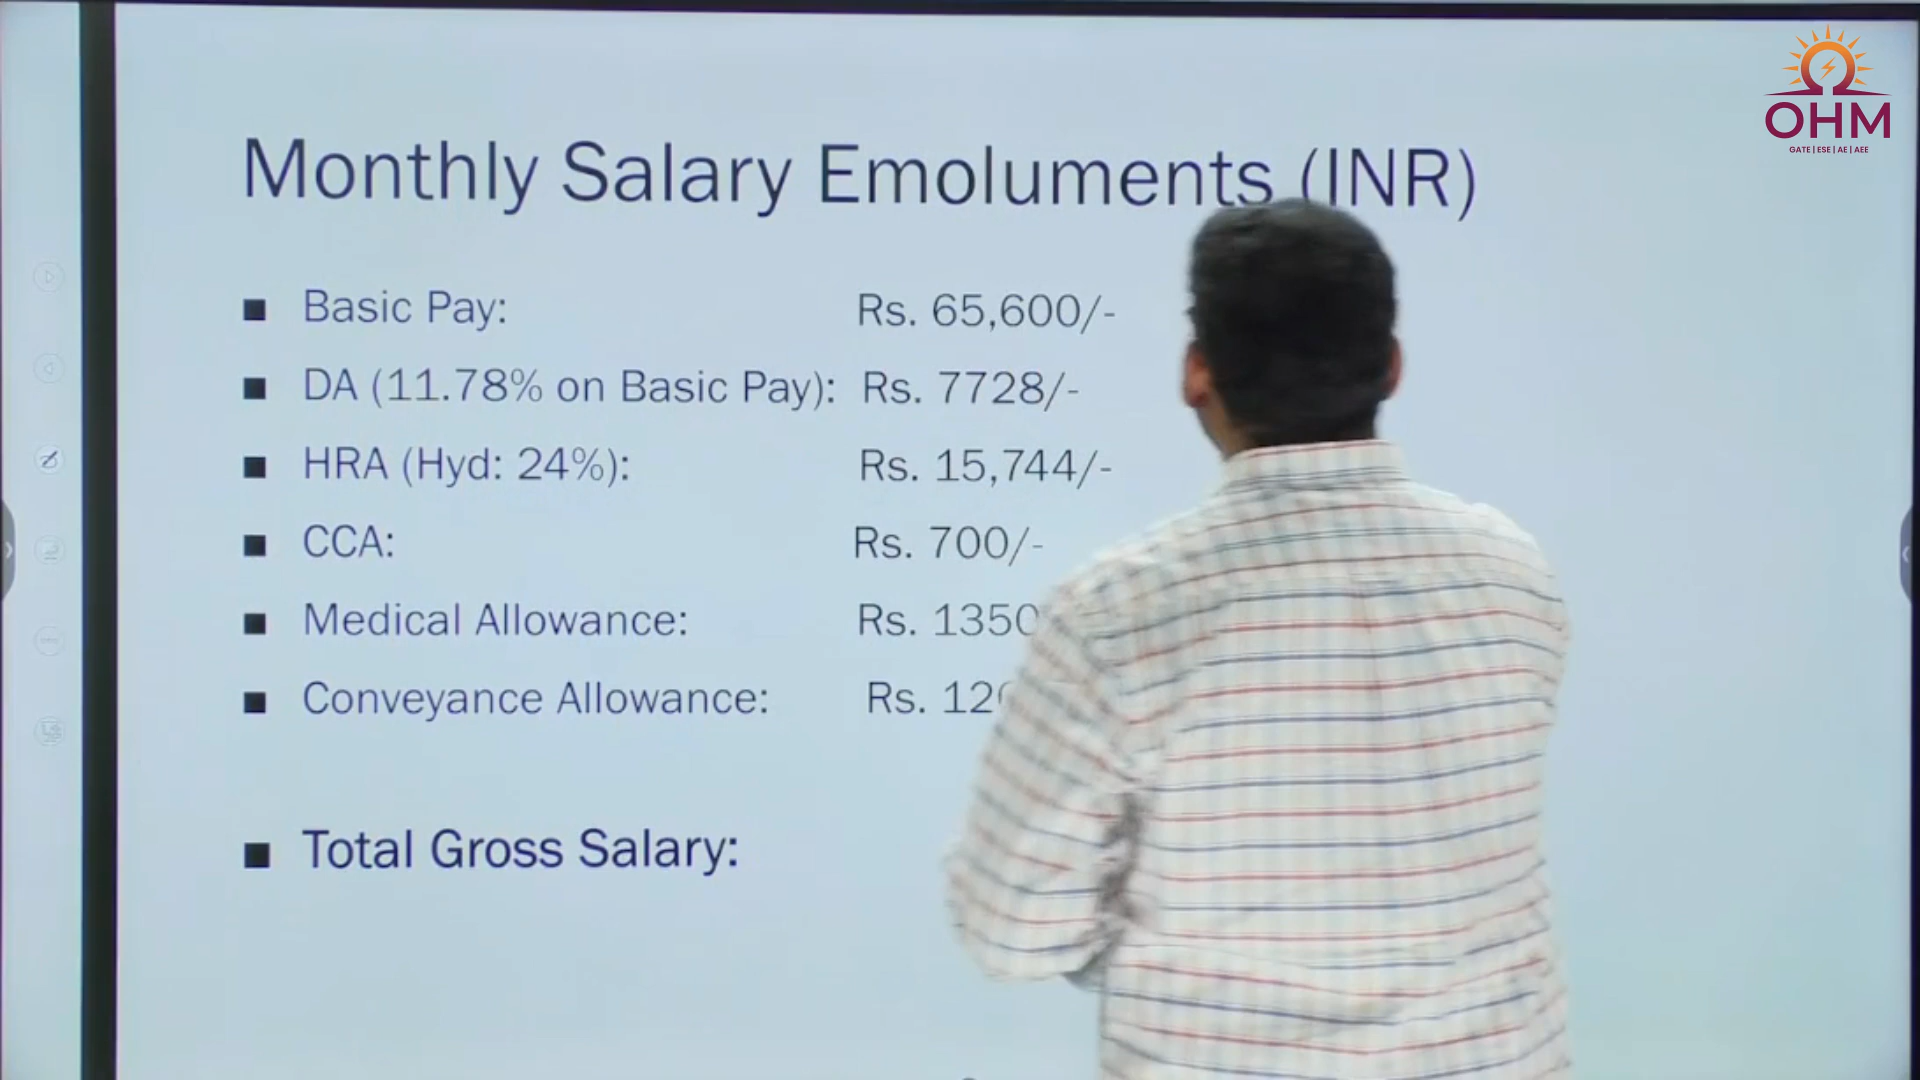 OHM
GATE | ESE | AE | AEE
Monthly Salary Emoluments (INR)
■ Basic Pay: Rs. 65,600/-
■ DA (11.78% on Basic Pay): Rs. 7728/-
■ HRA (Hyd: 24%): Rs. 15,744/-
■ CCA: Rs. 700/-
■ Medical Allowance: Rs. 1350
■ Conveyance Allowance: Rs.
■ Total Gross Salary: